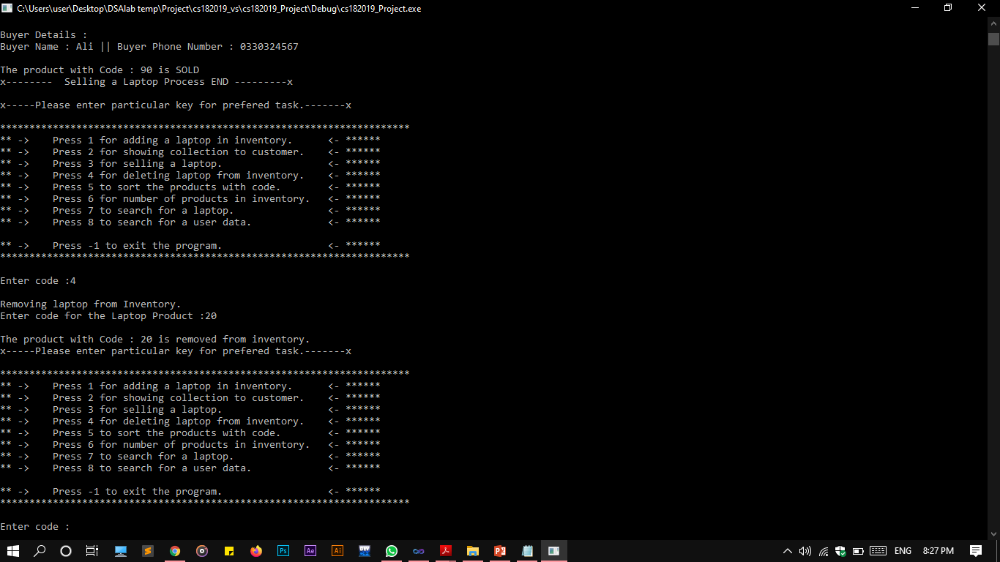 C:\Users\user\Desktop\DSAlab temp\Project\cs182019_vs\cs182019_Project\Debug\cs182019_Project.exe
Buyer Details :
Buyer Name : Ali || Buyer Phone Number : 0330324567
The product with Code : 90 is SOLD
x--------  Selling a Laptop Process END ---------x
x-----Please enter particular key for prefered task.-------x
**********************************************************************
** ->    Press 1 for adding a laptop in inventory.      <- ******
** ->    Press 2 for showing collection to customer.    <- ******
** ->    Press 3 for selling a laptop.                  <- ******
** ->    Press 4 for deleting laptop from inventory.    <- ******
** ->    Press 5 to sort the products with code.        <- ******
** ->    Press 6 for number of products in inventory.   <- ******
** ->    Press 7 to search for a laptop.                <- ******
** ->    Press 8 to search for a user data.             <- ******
** ->    Press -1 to exit the program.                  <- ******
**********************************************************************
Enter code :4
Removing laptop from Inventory.
Enter code for the Laptop Product :20
The product with Code : 20 is removed from inventory.
x-----Please enter particular key for prefered task.-------x
**********************************************************************
** ->    Press 1 for adding a laptop in inventory.      <- ******
** ->    Press 2 for showing collection to customer.    <- ******
** ->    Press 3 for selling a laptop.                  <- ******
** ->    Press 4 for deleting laptop from inventory.    <- ******
** ->    Press 5 to sort the products with code.        <- ******
** ->    Press 6 for number of products in inventory.   <- ******
** ->    Press 7 to search for a laptop.                <- ******
** ->    Press 8 to search for a user data.             <- ******
** ->    Press -1 to exit the program.                  <- ******
**********************************************************************
Enter code :
Ps Ae Ai ENG 8:27 PM